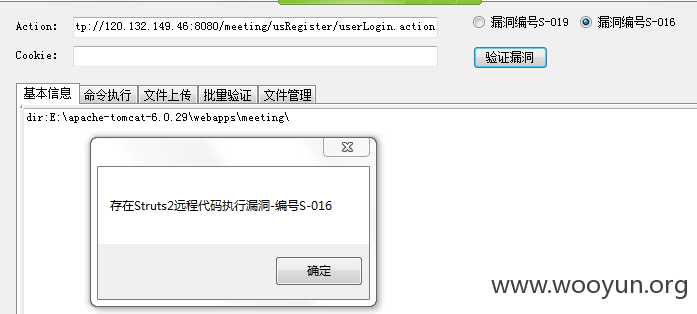 Action: tp://120.132.149.46:8080/meeting/usRegister/userLogin.action 漏洞编号S-019 漏洞编号S-016
Cookie: 验证漏洞
基本信息 命令执行 文件上传 批量验证 文件管理
dir:E:\apache-tomcat-6.0.29\webapps\meeting\
存在Struts2远程代码执行漏洞-编号S-016
确定
www.wooyun.org